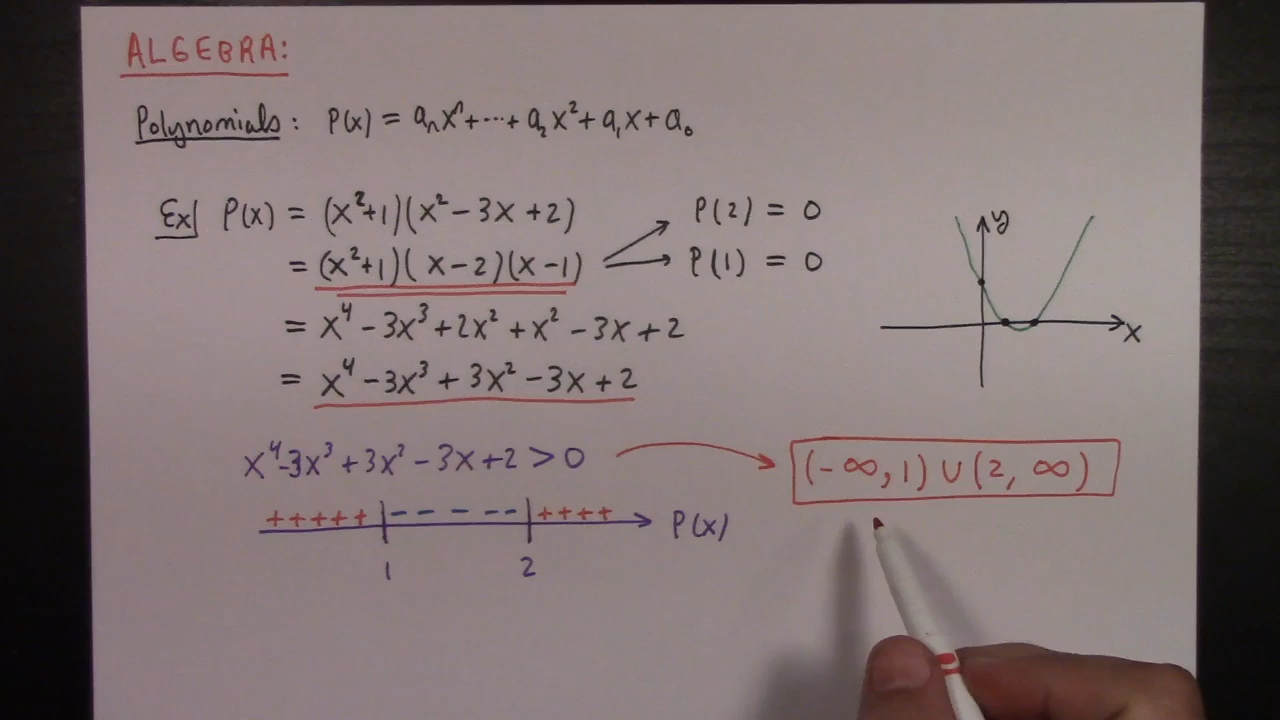 ALGEBRA:
Polynomials: P(x) = aₙxⁿ + ··· + a₂x² + a₁x + a₀
Ex| P(x) = (x²+1)(x² - 3x + 2)
= (x²+1)(x-2)(x-1)
P(2) = 0
P(1) = 0
= x⁴ - 3x³ + 2x² + x² - 3x + 2
= x⁴ - 3x³ + 3x² - 3x + 2
y
x
x⁴ - 3x³ + 3x² - 3x + 2 > 0
(-∞, 1) ∪ (2, ∞)
+ + + + + | - - - - - | + + + + P(x)
1 2